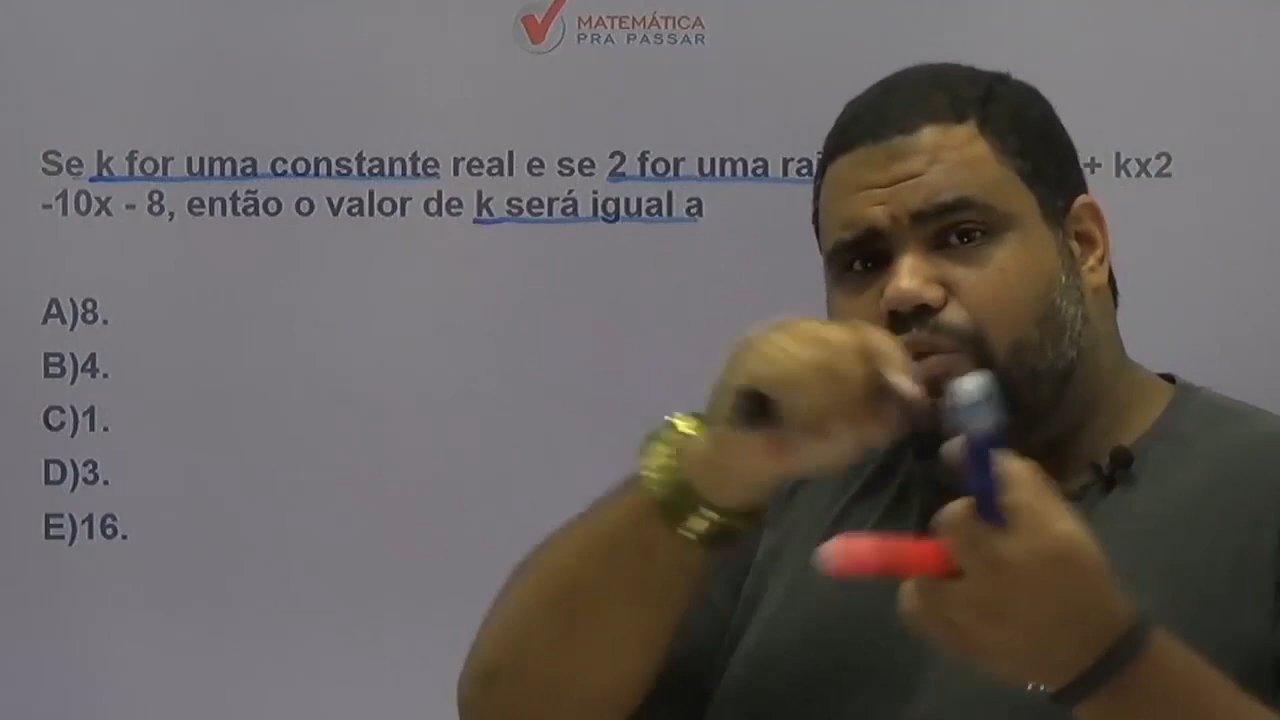 MATEMÁTICA
PRA PASSAR
Se k for uma constante real e se 2 for uma + kx2
-10x - 8, então o valor de k será igual a
A)8.
B)4.
C)1.
D)3.
E)16.